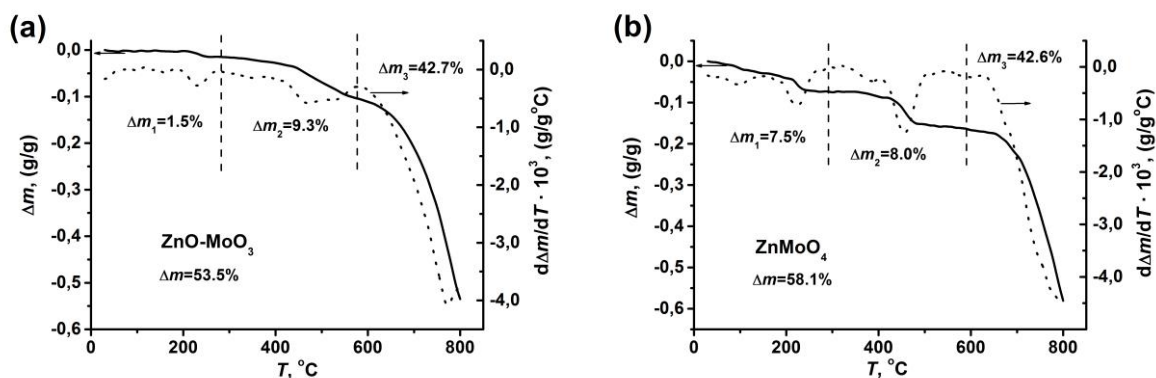 (a)
0,0
-0,1
-0,2
-0,3
-0,4
-0,5
-0,6
Δm, (g/g)
0
200
400
600
800
T, °C
0,0
-1,0
-2,0
-3,0
-4,0
dΔm/dT · 10³, (g/g°C)
Δm₁=1.5%
Δm₂=9.3%
Δm₃=42.7%
ZnO-MoO₃
Δm=53.5%
(b)
0,0
-0,1
-0,2
-0,3
-0,4
-0,5
-0,6
Δm, (g/g)
0
200
400
600
800
T, °C
0,0
-1,0
-2,0
-3,0
-4,0
dΔm/dT · 10³, (g/g°C)
Δm₁=7.5%
Δm₂=8.0%
Δm₃=42.6%
ZnMoO₄
Δm=58.1%